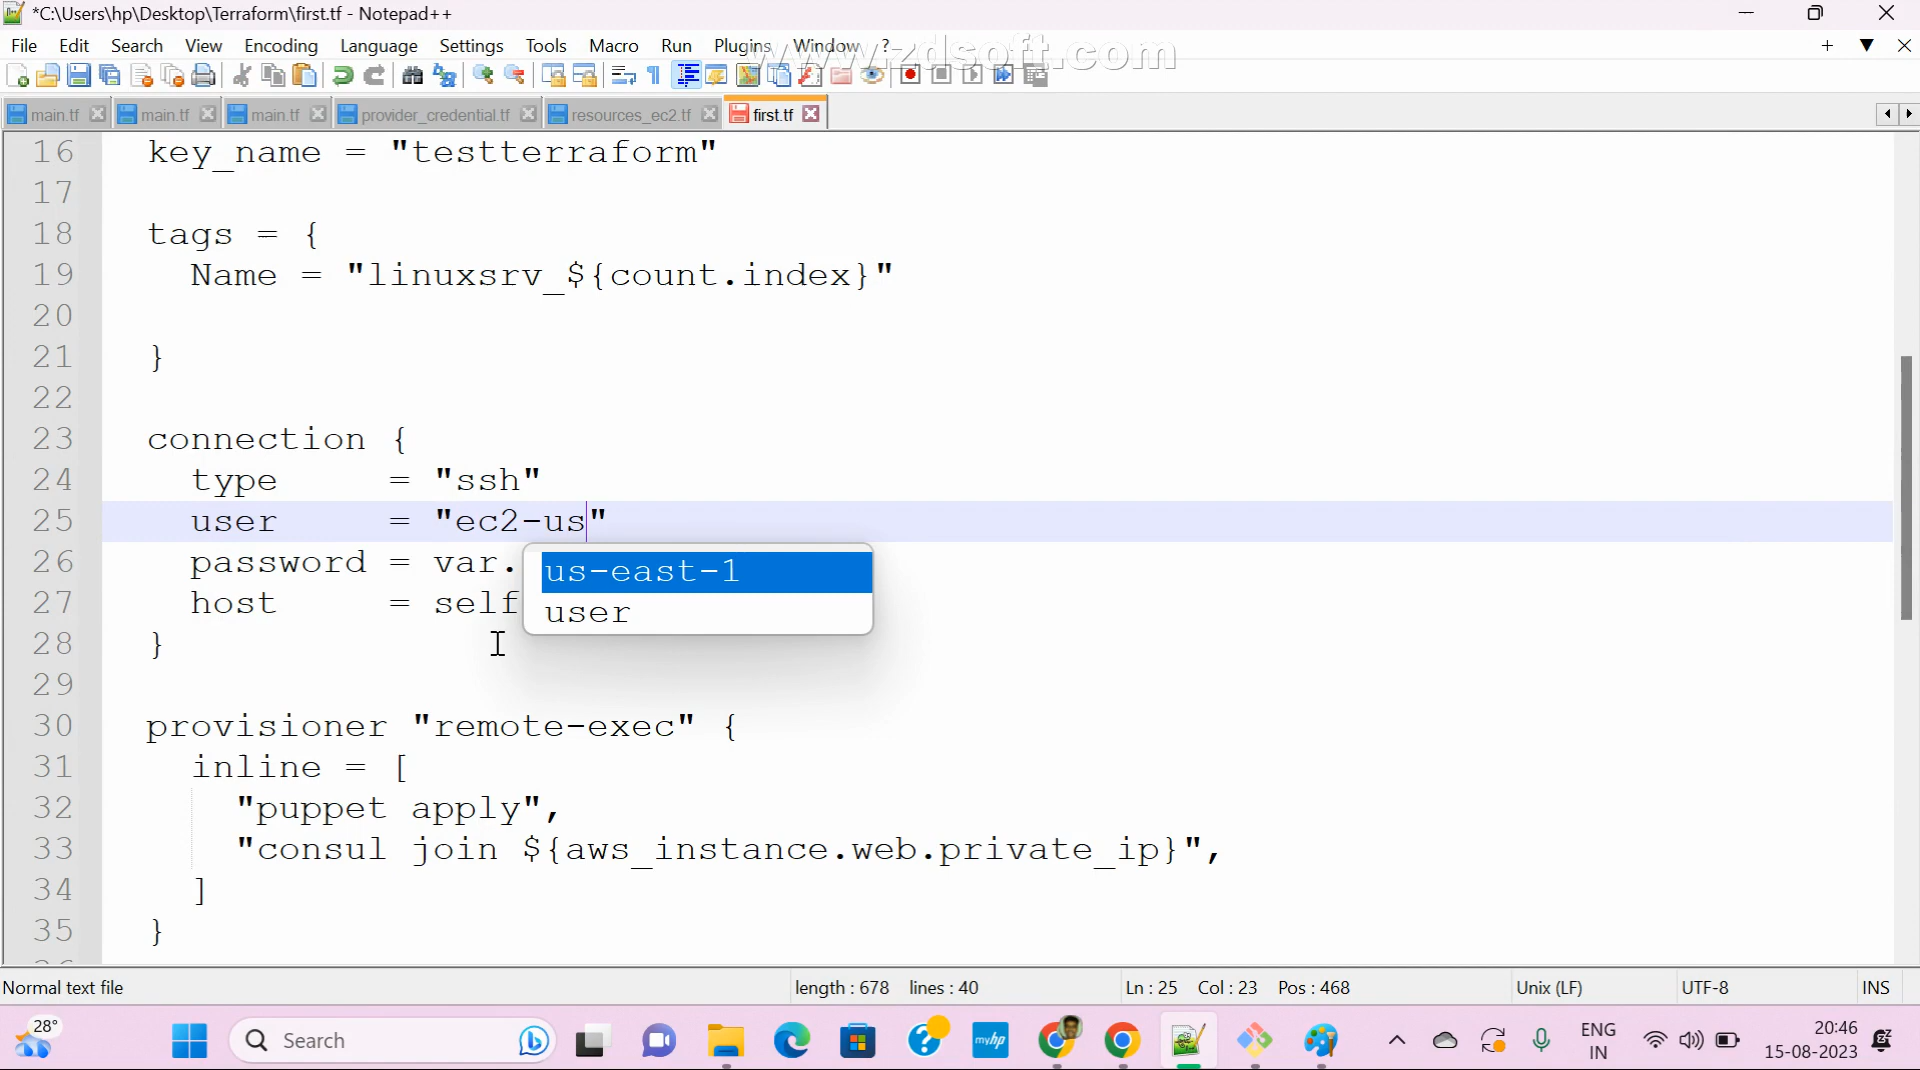 *C:\Users\hp\Desktop\Terraform\first.tf - Notepad++
File Edit Search View Encoding Language Settings Tools Macro Run Plugins Window ?
www.zdsoft.com
main.tf main.tf main.tf provider_credential.tf resources_ec2.tf first.tf
16 key_name = "testterraform"
17
18 tags = {
19 Name = "linuxsrv_${count.index}"
20
21 }
22
23 connection {
24 type = "ssh"
25 user = "ec2-us"
26 password = var.
us-east-1
27 host = self
user
28 }
29
30 provisioner "remote-exec" {
31 inline = [
32 "puppet apply",
33 "consul join ${aws_instance.web.private_ip}",
34 ]
35 }
Normal text file length : 678 lines : 40 Ln : 25 Col : 23 Pos : 468 Unix (LF) UTF-8 INS
28° Search myhp ENG IN 20:46 15-08-2023